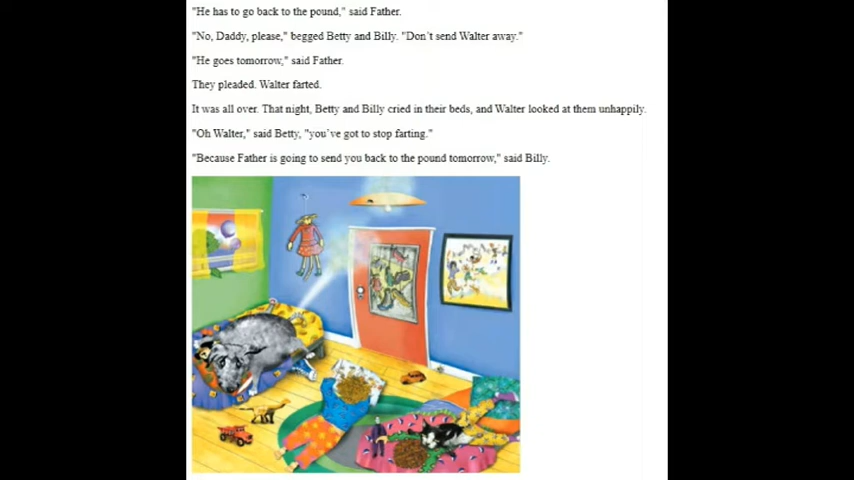 "He has to go back to the pound," said Father.
"No, Daddy, please," begged Betty and Billy. "Don't send Walter away."
"He goes tomorrow," said Father.
They pleaded. Walter farted.
It was all over. That night, Betty and Billy cried in their beds, and Walter looked at them unhappily.
"Oh Walter," said Betty, "you've got to stop farting."
"Because Father is going to send you back to the pound tomorrow," said Billy.